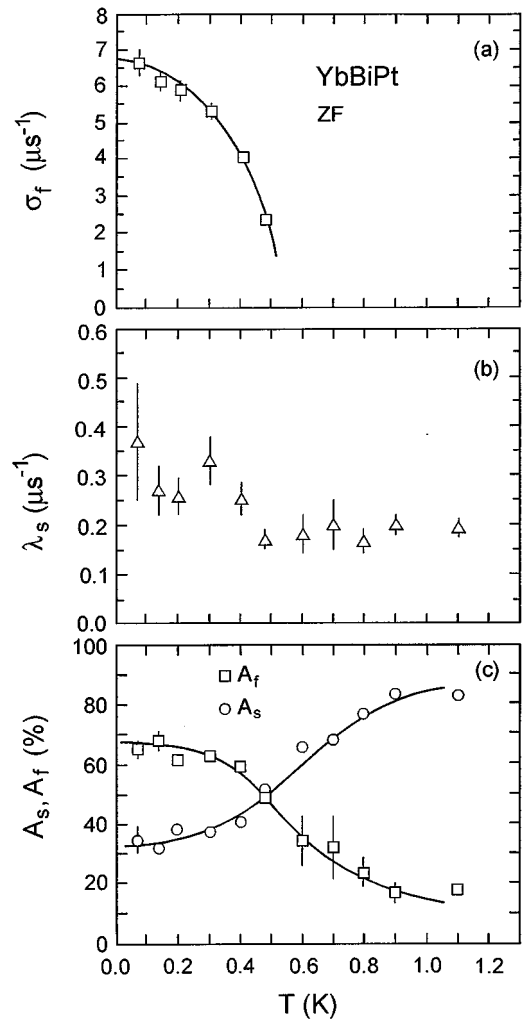 8
7
6
5
4
3
2
1
0
σf (μs-1)
(a)
YbBiPt
ZF
0.6
0.5
0.4
0.3
0.2
0.1
0.0
λs (μs-1)
(b)
100
80
60
40
20
0
As, Af (%)
(c)
Af
As
0.0 0.2 0.4 0.6 0.8 1.0 1.2
T (K)